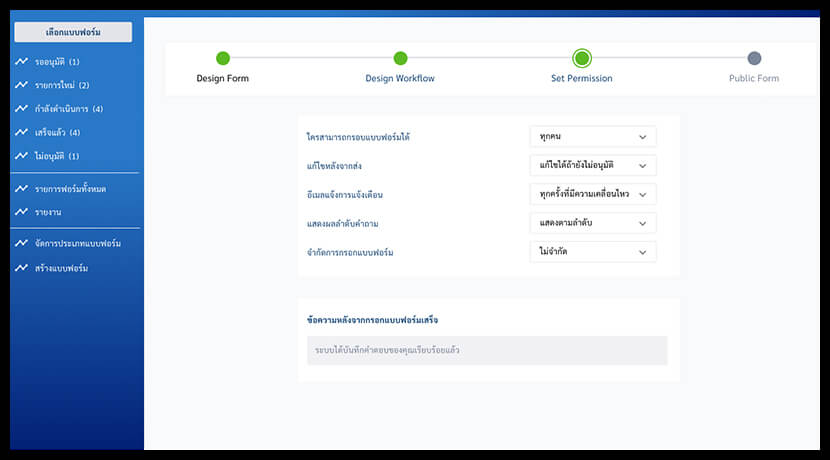 เลือกแบบฟอร์ม
รออนุมัติ (1)
รายการใหม่ (2)
กำลังดำเนินการ (4)
เสร็จแล้ว (4)
ไม่อนุมัติ (1)
รายการฟอร์มทั้งหมด
รายงาน
จัดการประเภทแบบฟอร์ม
สร้างแบบฟอร์ม
Design Form
Design Workflow
Set Permission
Public Form
ใครสามารถกรอบแบบฟอร์มได้ ทุกคน
แก้ไขหลังจากส่ง แก้ไขได้ถ้ายังไม่อนุมัติ
อีเมลแจ้งการแจ้งเตือน ทุกครั้งที่มีความเคลื่อนไหว
แสดงผลลำดับคำถาม แสดงตามลำดับ
จำกัดการกรอกแบบฟอร์ม ไม่จำกัด
ข้อความหลังจากกรอกแบบฟอร์มเสร็จ
ระบบได้บันทึกคำตอบของคุณเรียบร้อยแล้ว